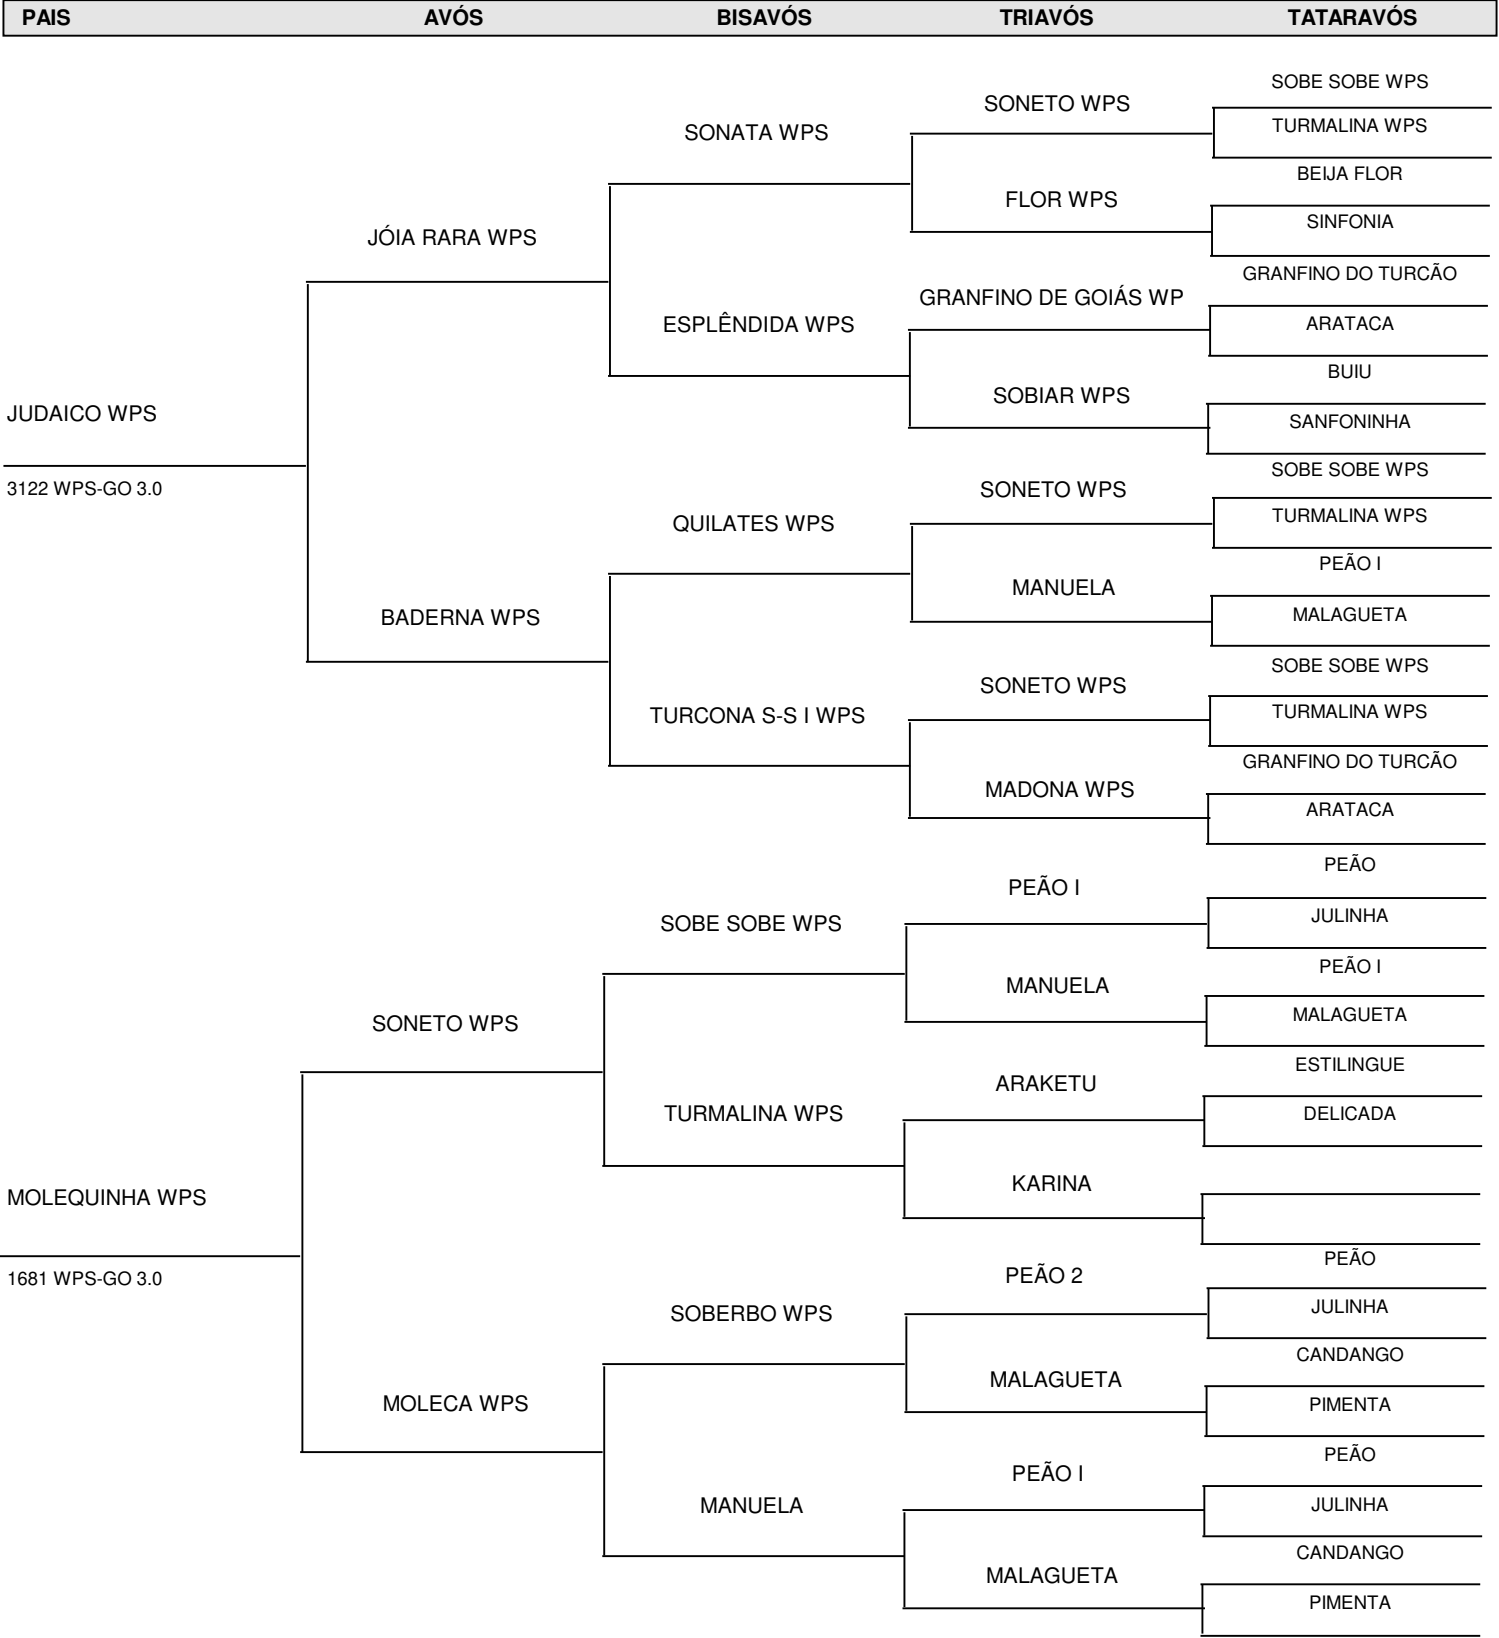 PAIS AVÓS BISAVÓS TRIAVÓS TATARAVÓS
SOBE SOBE WPS
SONETO WPS
TURMALINA WPS
SONATA WPS
BEIJA FLOR
FLOR WPS
SINFONIA
JÓIA RARA WPS
GRANFINO DO TURCÃO
GRANFINO DE GOIÁS WP
ARATACA
ESPLÊNDIDA WPS
BUIU
SOBIAR WPS
SANFONINHA
JUDAICO WPS
3122 WPS-GO 3.0
SOBE SOBE WPS
SONETO WPS
TURMALINA WPS
QUILATES WPS
PEÃO I
MANUELA
MALAGUETA
BADERNA WPS
SOBE SOBE WPS
SONETO WPS
TURMALINA WPS
TURCONA S-S I WPS
GRANFINO DO TURCÃO
MADONA WPS
ARATACA
PEÃO
PEÃO I
JULINHA
SOBE SOBE WPS
PEÃO I
MANUELA
MALAGUETA
SONETO WPS
ESTILINGUE
ARAKETU
DELICADA
TURMALINA WPS
KARINA
MOLEQUINHA WPS
1681 WPS-GO 3.0
PEÃO
PEÃO 2
JULINHA
SOBERBO WPS
CANDANGO
MALAGUETA
PIMENTA
MOLECA WPS
PEÃO
PEÃO I
JULINHA
MANUELA
CANDANGO
MALAGUETA
PIMENTA